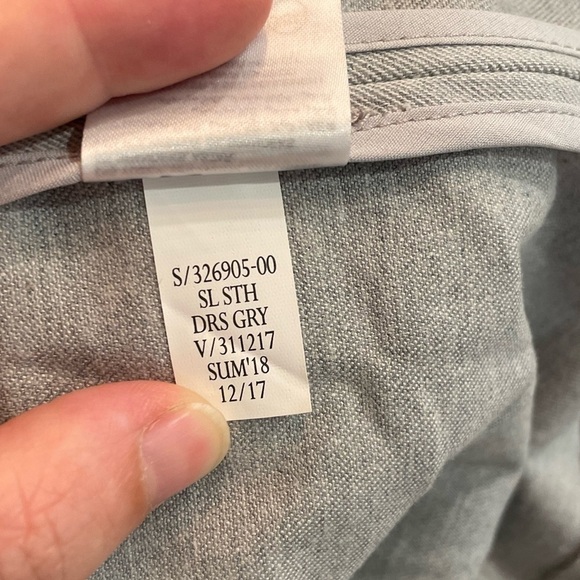 S/326905-00
SL STH
DRS GRY
V/311217
SUM'18
12/17